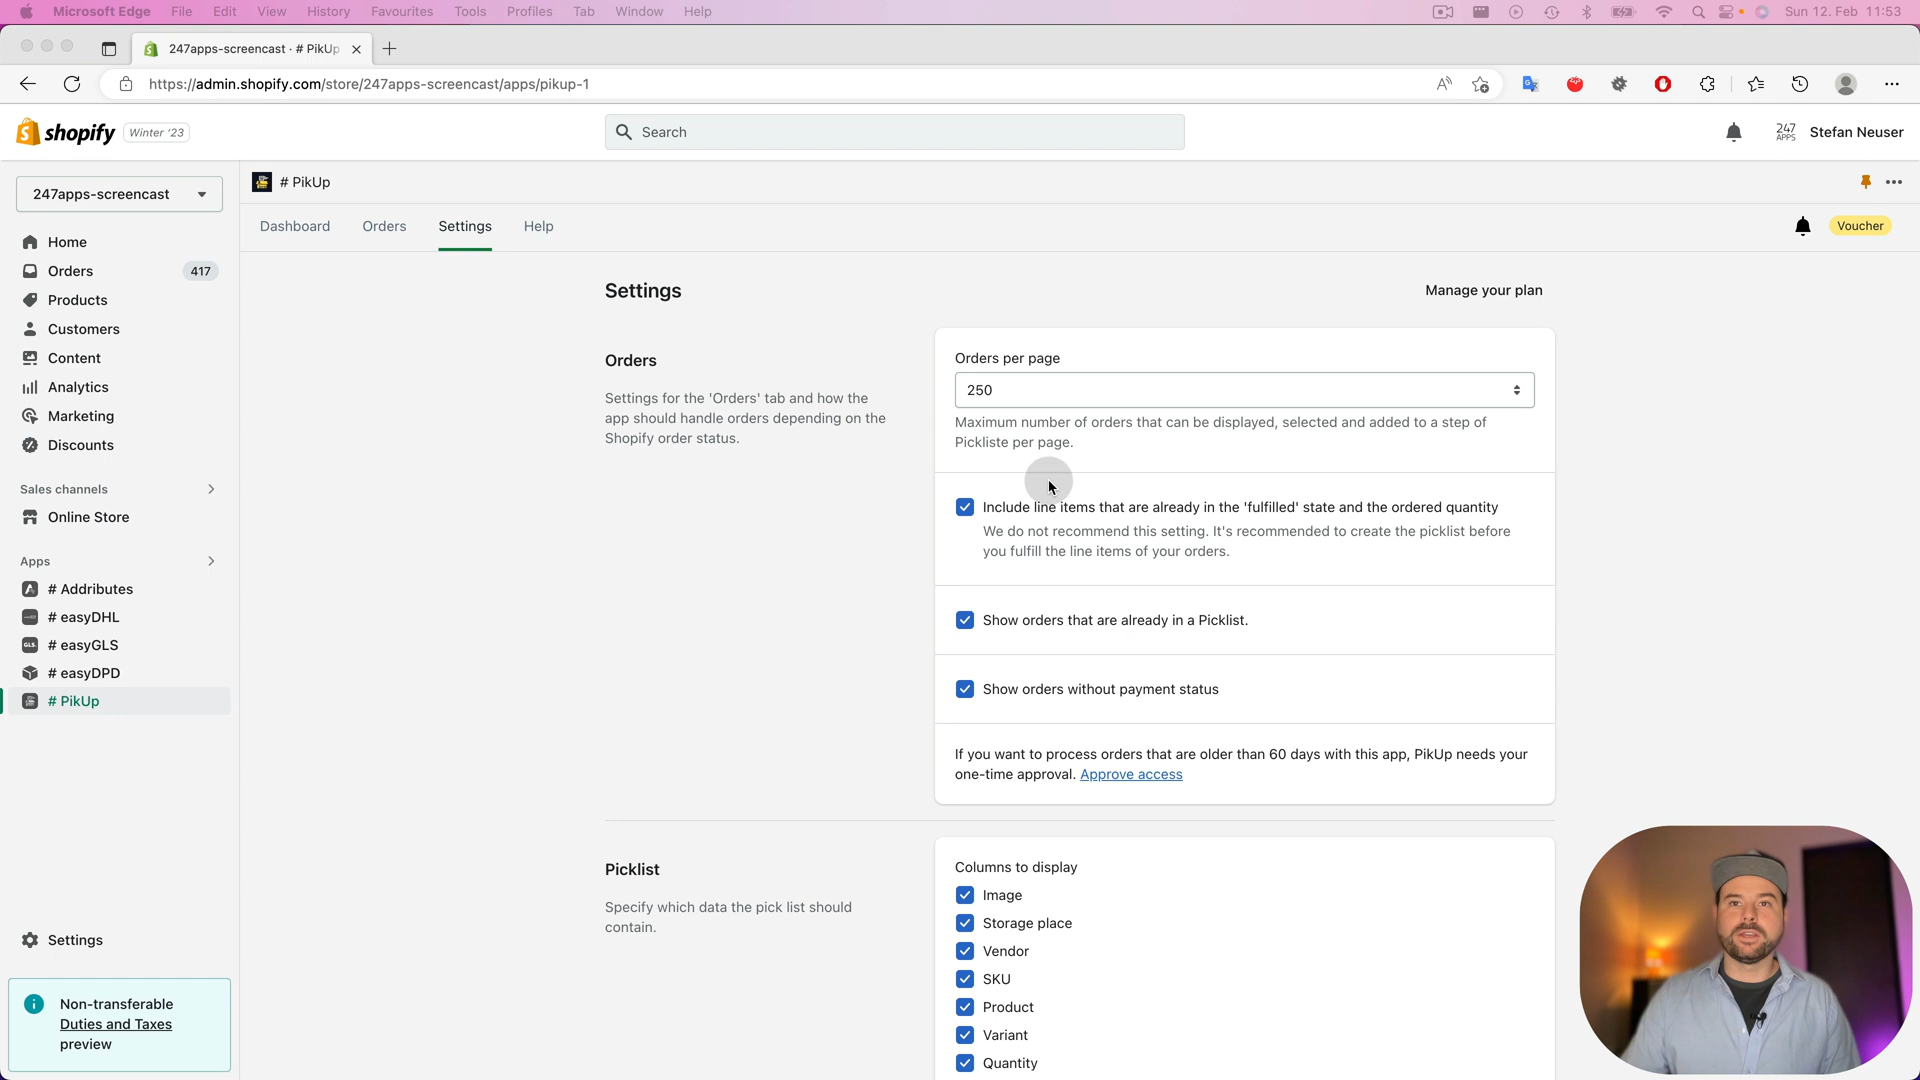 Microsoft Edge File Edit View History Favourites Tools Profiles Tab Window Help Sun 12. Feb 11:53
247apps-screencast · # PikUp
https://admin.shopify.com/store/247apps-screencast/apps/pikup-1
shopify Winter '23 Search 247 APPS Stefan Neuser
247apps-screencast
# PikUp
Dashboard Orders Settings Help Voucher
Home
Orders 417
Products
Customers
Content
Analytics
Marketing
Discounts
Sales channels
Online Store
Apps
# Addributes
# easyDHL
# easyGLS
# easyDPD
# PikUp
Settings
Non-transferable
Duties and Taxes
preview
Settings
Manage your plan
Orders
Settings for the 'Orders' tab and how the
app should handle orders depending on the
Shopify order status.
Orders per page
250
Maximum number of orders that can be displayed, selected and added to a step of
Pickliste per page.
Include line items that are already in the 'fulfilled' state and the ordered quantity
We do not recommend this setting. It's recommended to create the picklist before
you fulfill the line items of your orders.
Show orders that are already in a Picklist.
Show orders without payment status
If you want to process orders that are older than 60 days with this app, PikUp needs your
one-time approval. Approve access
Picklist
Specify which data the pick list should
contain.
Columns to display
Image
Storage place
Vendor
SKU
Product
Variant
Quantity